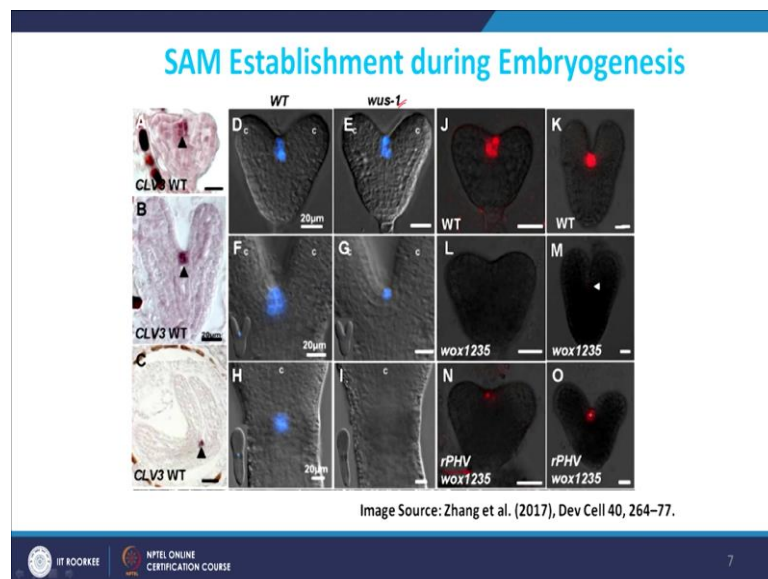 SAM Establishment during Embryogenesis
WT
wus-1
A
CLV3 WT
B
20µm
CLV3 WT
C
CLV3 WT
D
c
c
20µm
E
c
c
F
c
20µm
G
c
c
H
c
20µm
I
c
J
WT
K
WT
L
wox1235
M
wox1235
N
rPHV
wox1235
O
rPHV
wox1235
Image Source: Zhang et al. (2017), Dev Cell 40, 264–77.
IIT ROORKEE
NPTEL ONLINE
CERTIFICATION COURSE
7